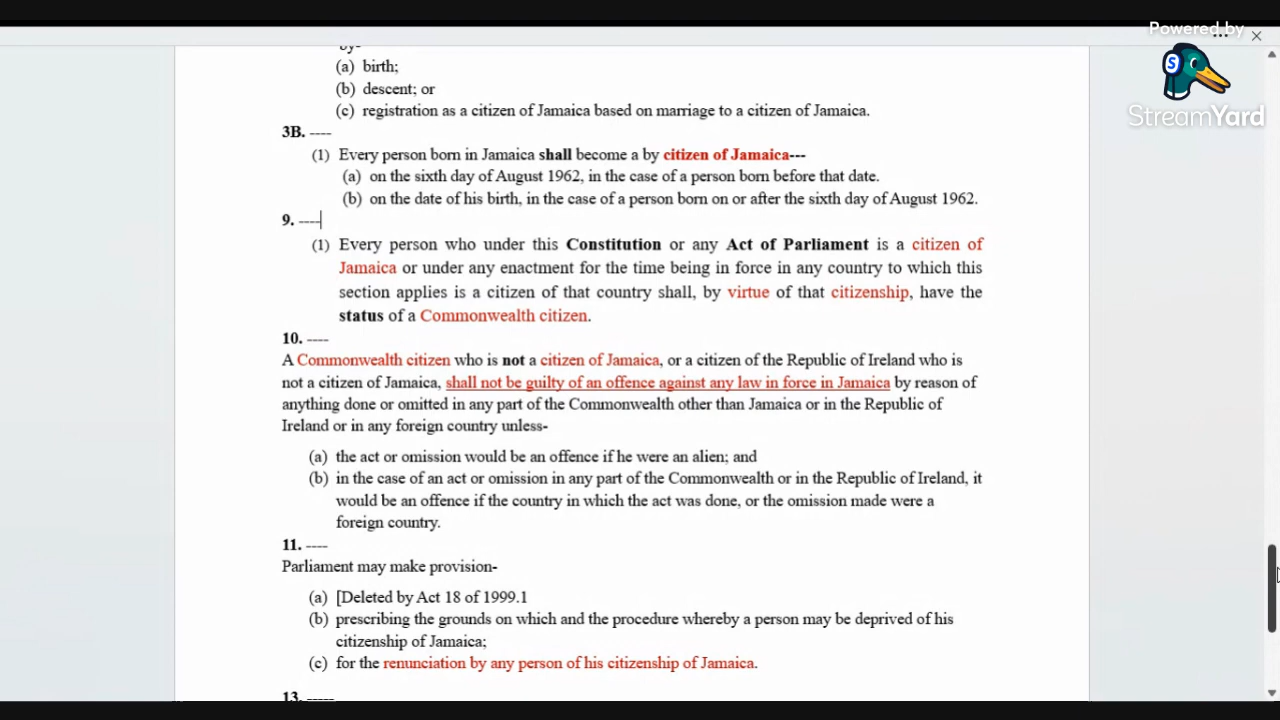 Powered by
StreamYard
by-
(a) birth;
(b) descent; or
(c) registration as a citizen of Jamaica based on marriage to a citizen of Jamaica.
3B. ----
(1) Every person born in Jamaica shall become a by citizen of Jamaica---
(a) on the sixth day of August 1962, in the case of a person born before that date.
(b) on the date of his birth, in the case of a person born on or after the sixth day of August 1962.
9. ----
(1) Every person who under this Constitution or any Act of Parliament is a citizen of
Jamaica or under any enactment for the time being in force in any country to which this
section applies is a citizen of that country shall, by virtue of that citizenship, have the
status of a Commonwealth citizen.
10. ----
A Commonwealth citizen who is not a citizen of Jamaica, or a citizen of the Republic of Ireland who is
not a citizen of Jamaica, shall not be guilty of an offence against any law in force in Jamaica by reason of
anything done or omitted in any part of the Commonwealth other than Jamaica or in the Republic of
Ireland or in any foreign country unless-
(a) the act or omission would be an offence if he were an alien; and
(b) in the case of an act or omission in any part of the Commonwealth or in the Republic of Ireland, it
would be an offence if the country in which the act was done, or the omission made were a
foreign country.
11. ----
Parliament may make provision-
(a) [Deleted by Act 18 of 1999.1
(b) prescribing the grounds on which and the procedure whereby a person may be deprived of his
citizenship of Jamaica;
(c) for the renunciation by any person of his citizenship of Jamaica.
13. -----